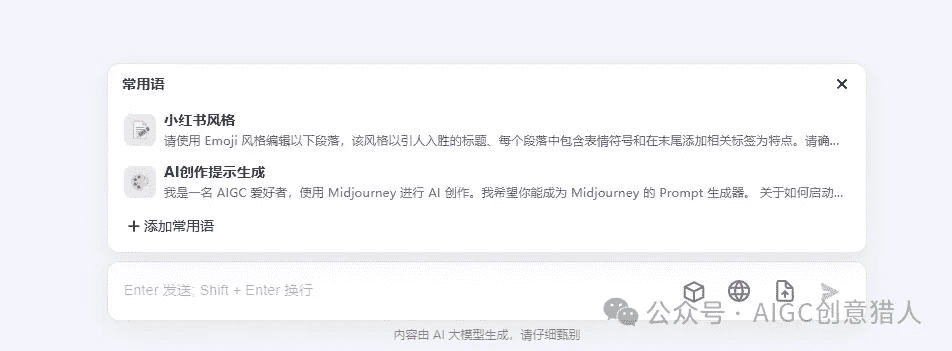 常用语
小红书风格
请使用 Emoji 风格编辑以下段落，该风格以引人入胜的标题、每个段落中包含表情符号和在末尾添加相关标签为特点。请确...
AI创作提示生成
我是一名 AIGC 爱好者，使用 Midjourney 进行 AI 创作。我希望你能成为 Midjourney 的 Prompt 生成器。 关于如何启动...
添加常用语
Enter 发送; Shift + Enter 换行
公众号 · AIGC创意猎人
内容由 AI 大模型生成，请仔细甄别